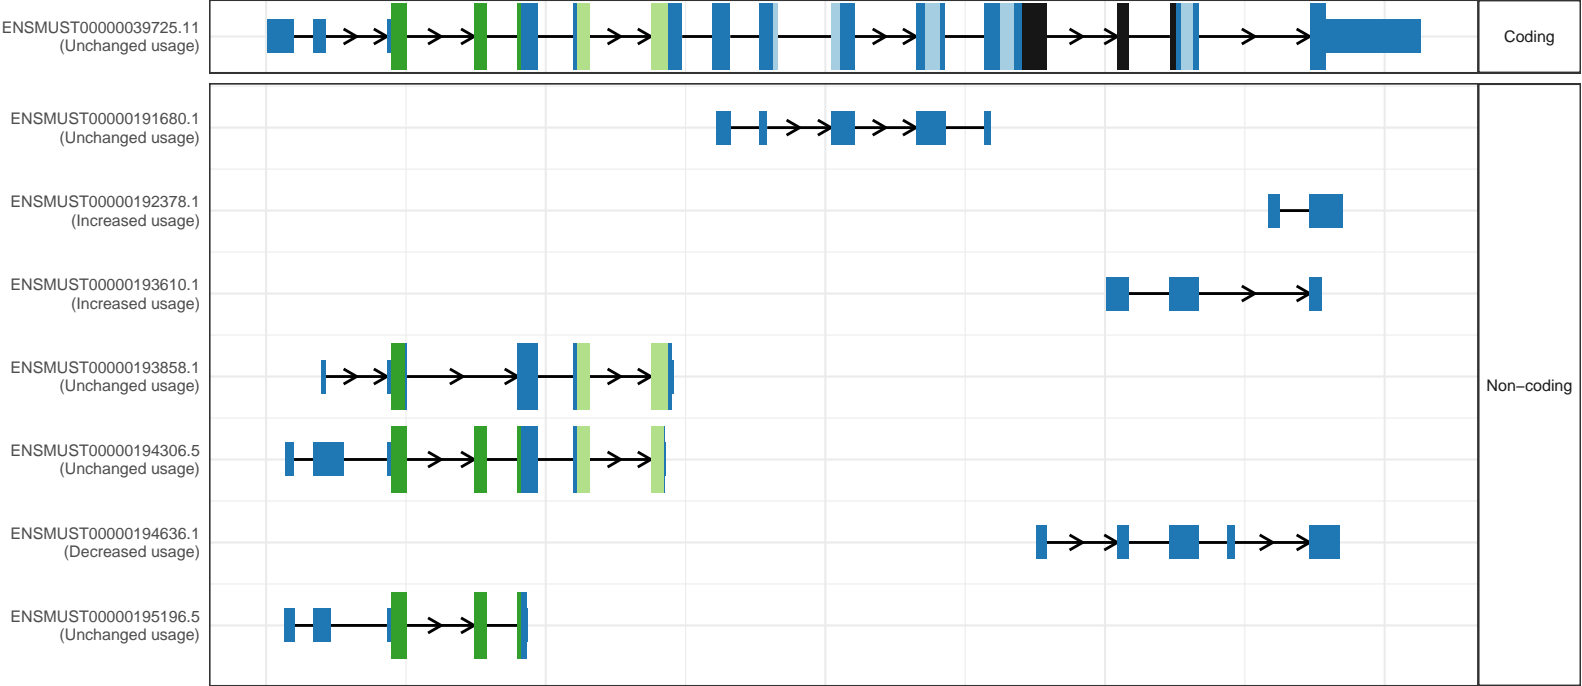 ENSMUST00000039725.11
(Unchanged usage)
Coding
ENSMUST00000191680.1
(Unchanged usage)
ENSMUST00000192378.1
(Increased usage)
ENSMUST00000193610.1
(Increased usage)
ENSMUST00000193858.1
(Unchanged usage)
Non−coding
ENSMUST00000194306.5
(Unchanged usage)
ENSMUST00000194636.1
(Decreased usage)
ENSMUST00000195196.5
(Unchanged usage)